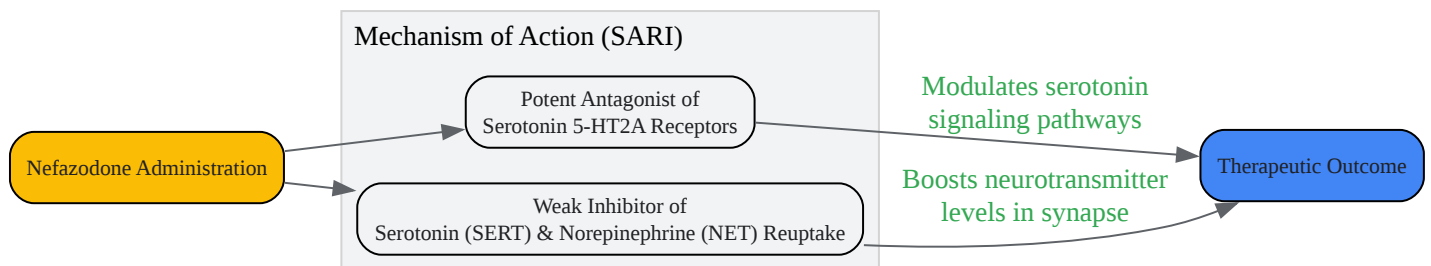 Mechanism of Action (SARI)
Nefazodone Administration
Potent Antagonist of
Serotonin 5-HT2A Receptors
Weak Inhibitor of
Serotonin (SERT) & Norepinephrine (NET) Reuptake
Modulates serotonin
signaling pathways
Boosts neurotransmitter
levels in synapse
Therapeutic Outcome